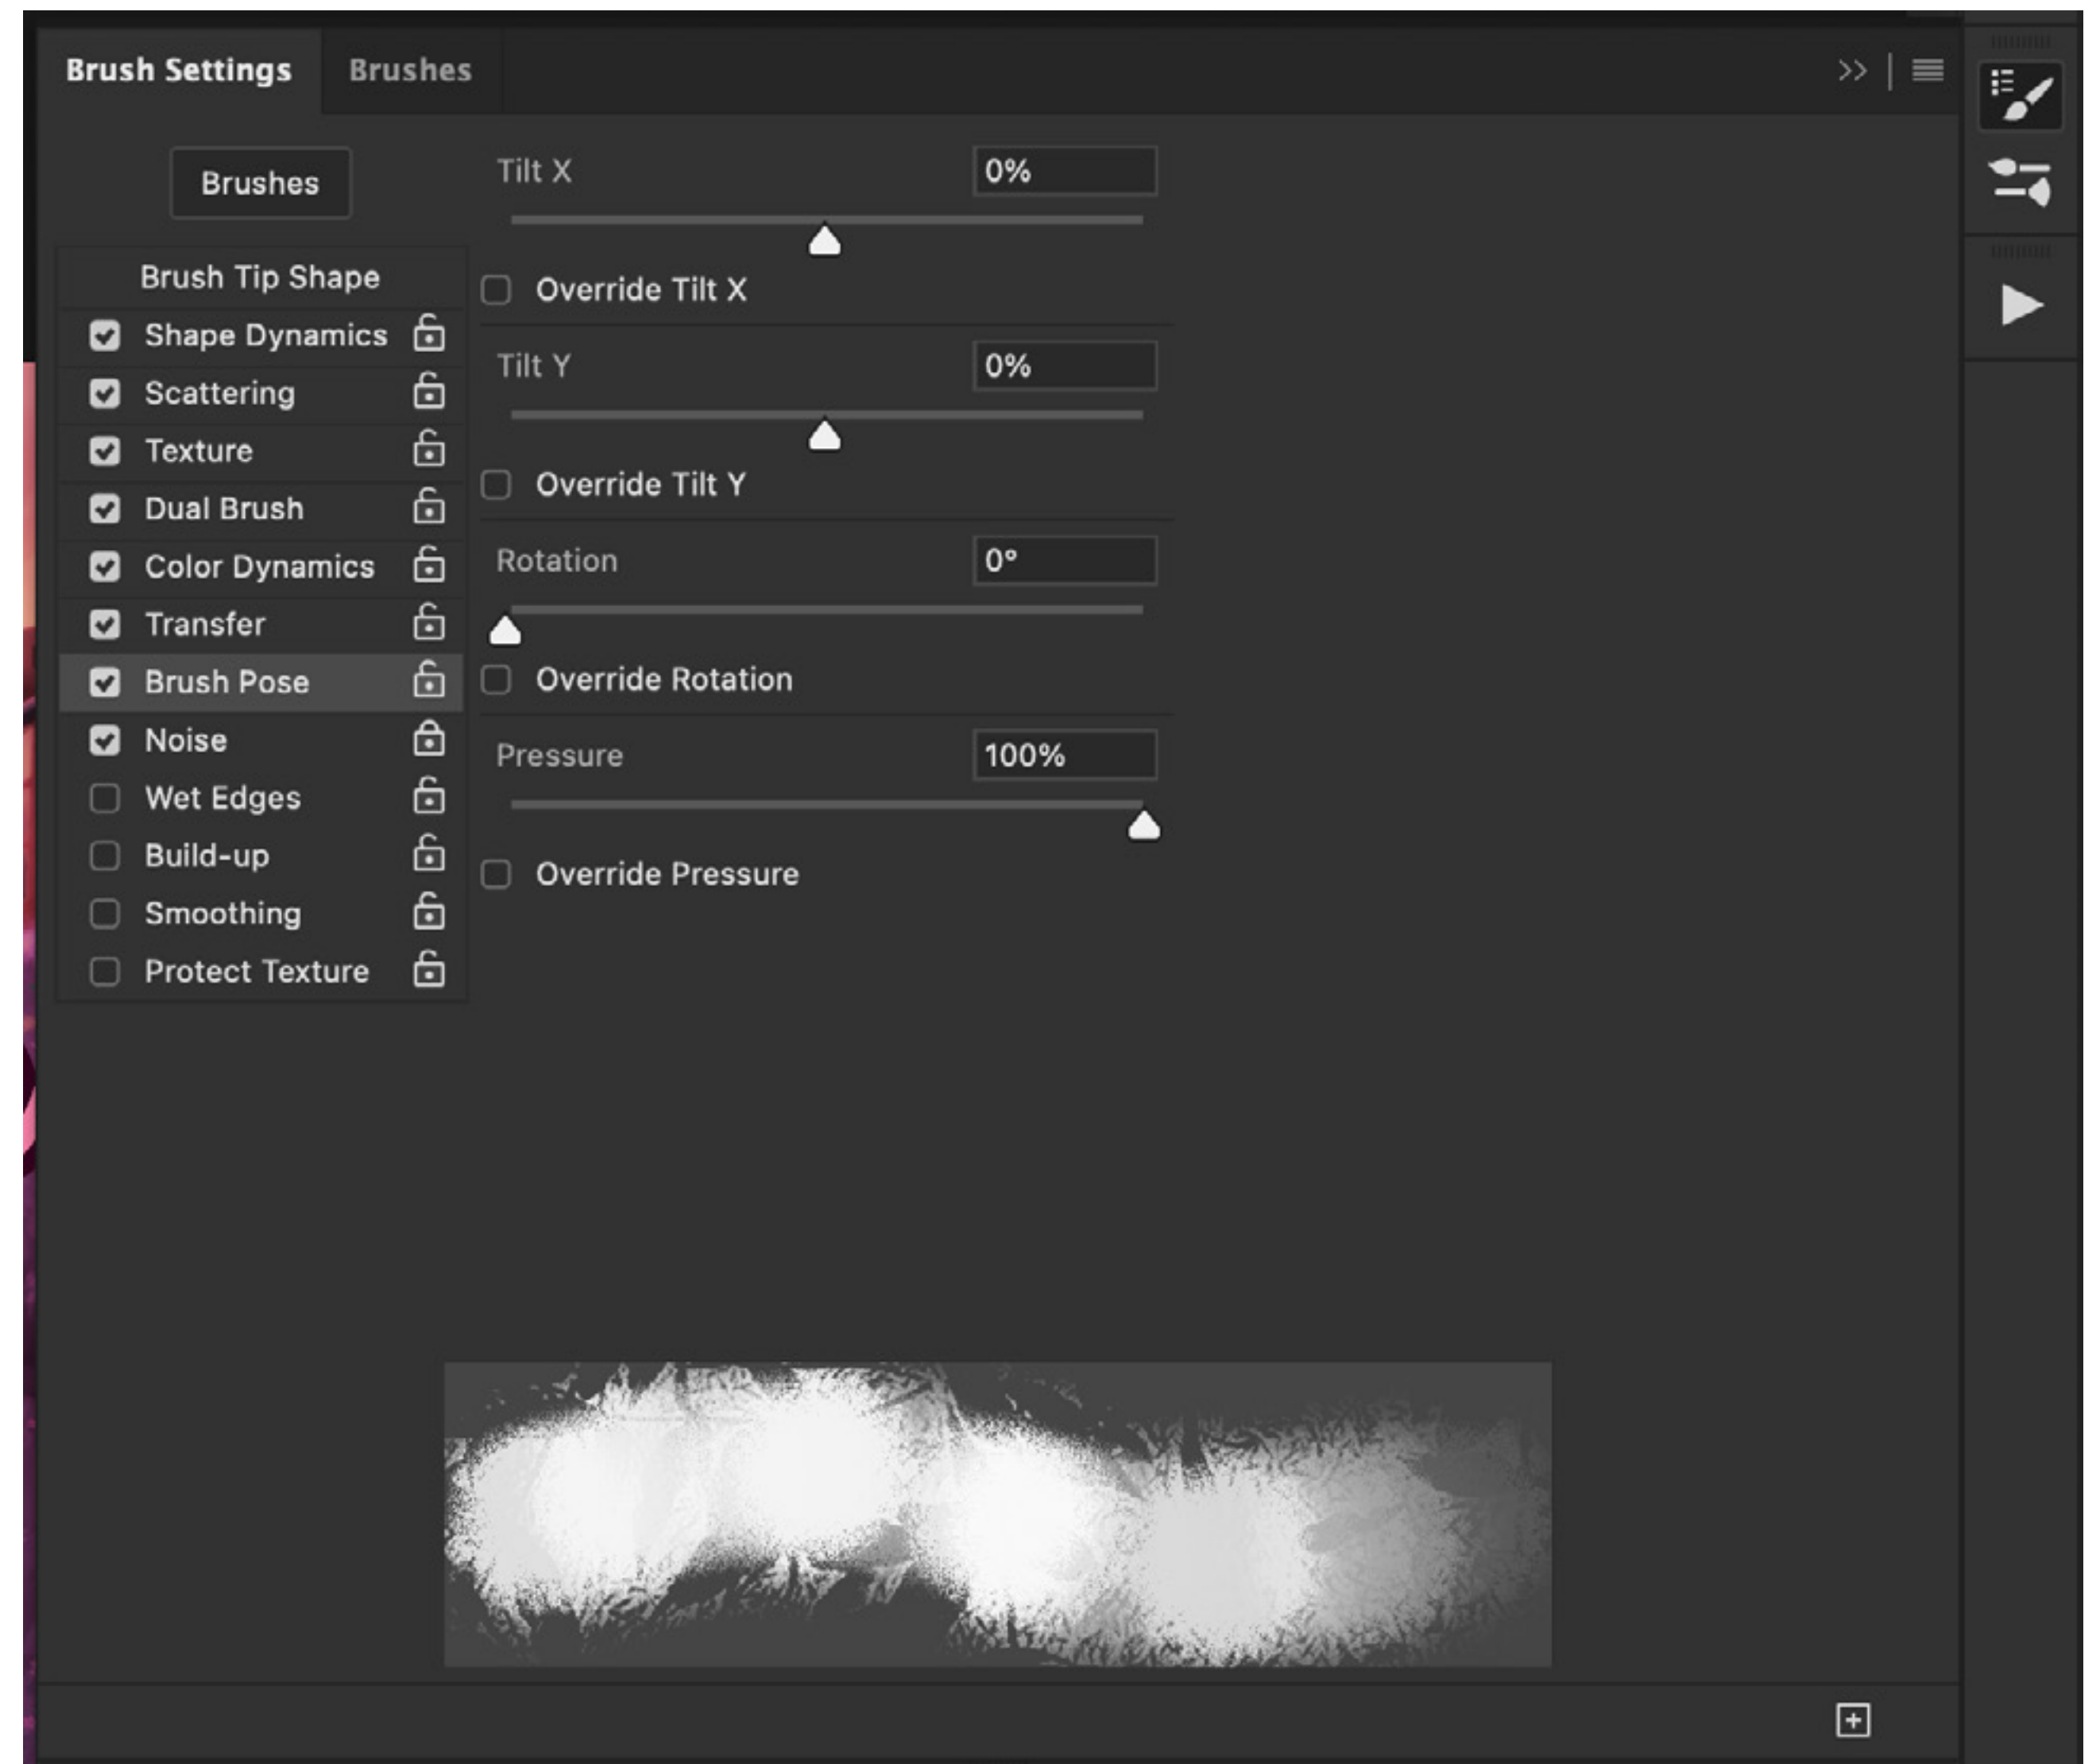 Brush Settings
Brushes
Brushes
Brush Tip Shape
Shape Dynamics
Scattering
Texture
Dual Brush
Color Dynamics
Transfer
Brush Pose
Noise
Wet Edges
Build-up
Smoothing
Protect Texture
Tilt X 0%
Override Tilt X
Tilt Y 0%
Override Tilt Y
Rotation 0°
Override Rotation
Pressure 100%
Override Pressure